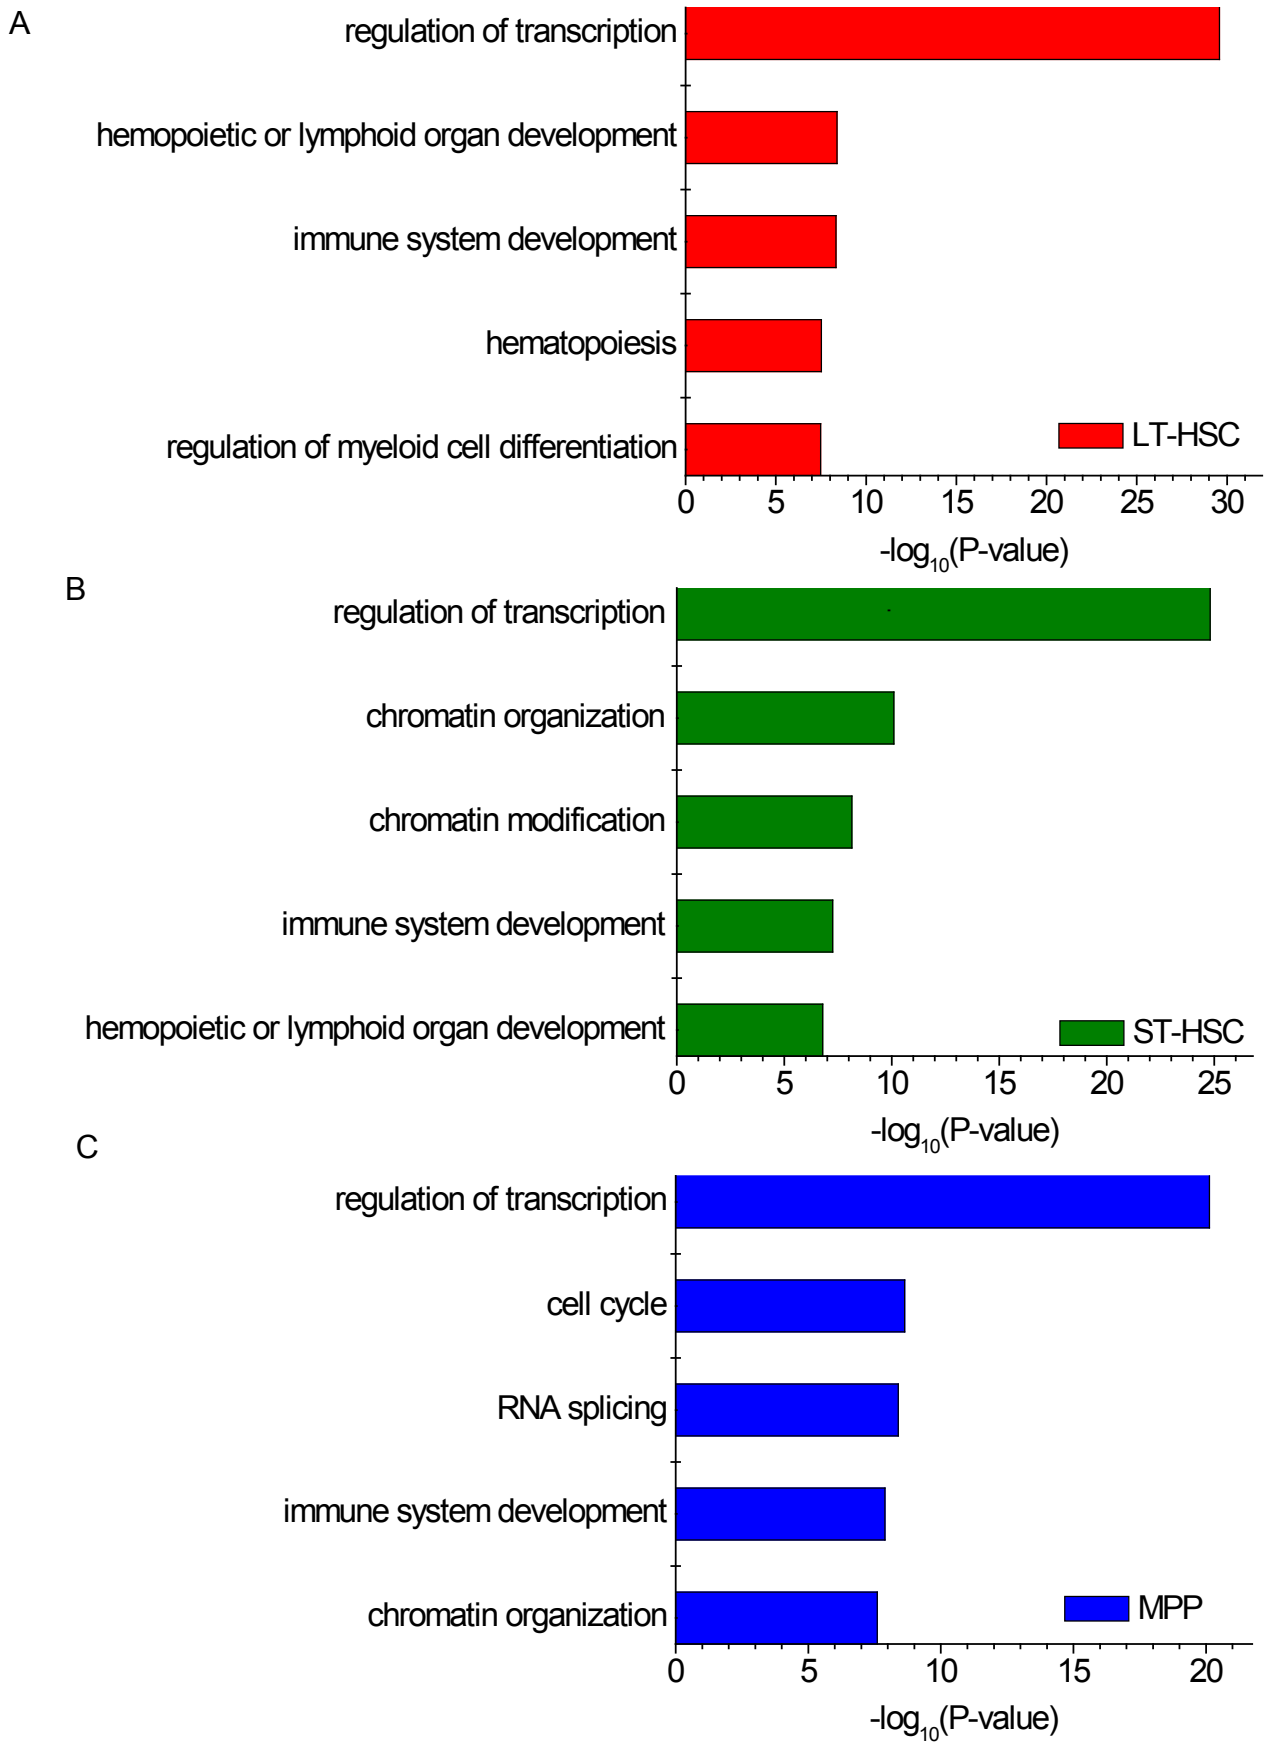 A
regulation of transcription
hemopoietic or lymphoid organ development
immune system development
hematopoiesis
regulation of myeloid cell differentiation
LT-HSC
0 5 10 15 20 25 30
-log10(P-value)
B
regulation of transcription
chromatin organization
chromatin modification
immune system development
hemopoietic or lymphoid organ development
ST-HSC
0 5 10 15 20 25
-log10(P-value)
C
regulation of transcription
cell cycle
RNA splicing
immune system development
chromatin organization
MPP
0 5 10 15 20
-log10(P-value)